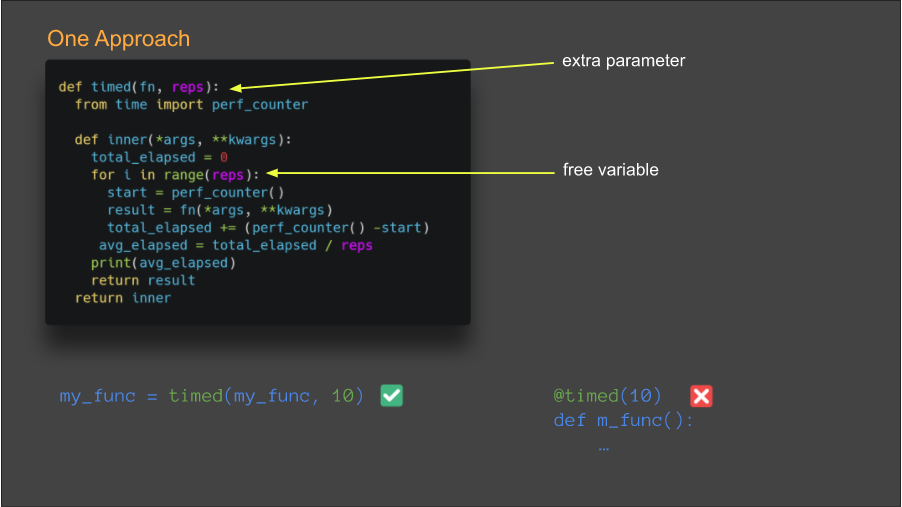 One Approach
extra parameter
def timed(fn, reps):
  from time import perf_counter
  def inner(*args, **kwargs):
    total_elapsed = 0
    for i in range(reps):
free variable
      start = perf_counter()
      result = fn(*args, **kwargs)
      total_elapsed += (perf_counter() -start)
     avg_elapsed = total_elapsed / reps
    print(avg_elapsed)
    return result
  return inner
my_func = timed(my_func, 10)
@timed(10)
def m_func():
…